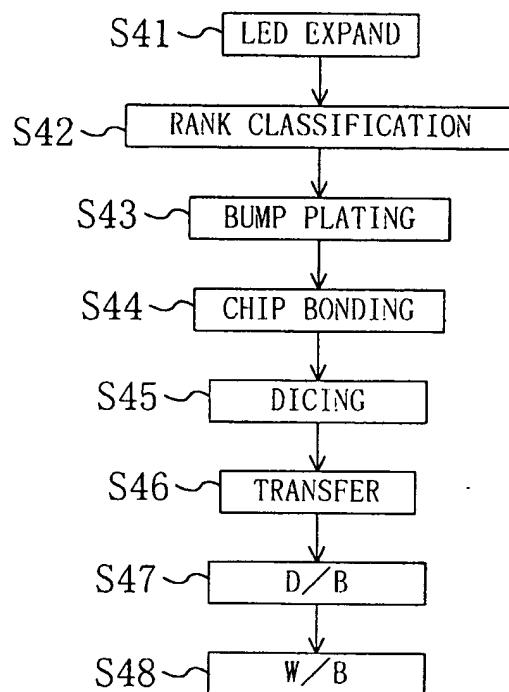 S41 LED EXPAND
S42 RANK CLASSIFICATION
S43 BUMP PLATING
S44 CHIP BONDING
S45 DICING
S46 TRANSFER
S47 D/B
S48 W/B